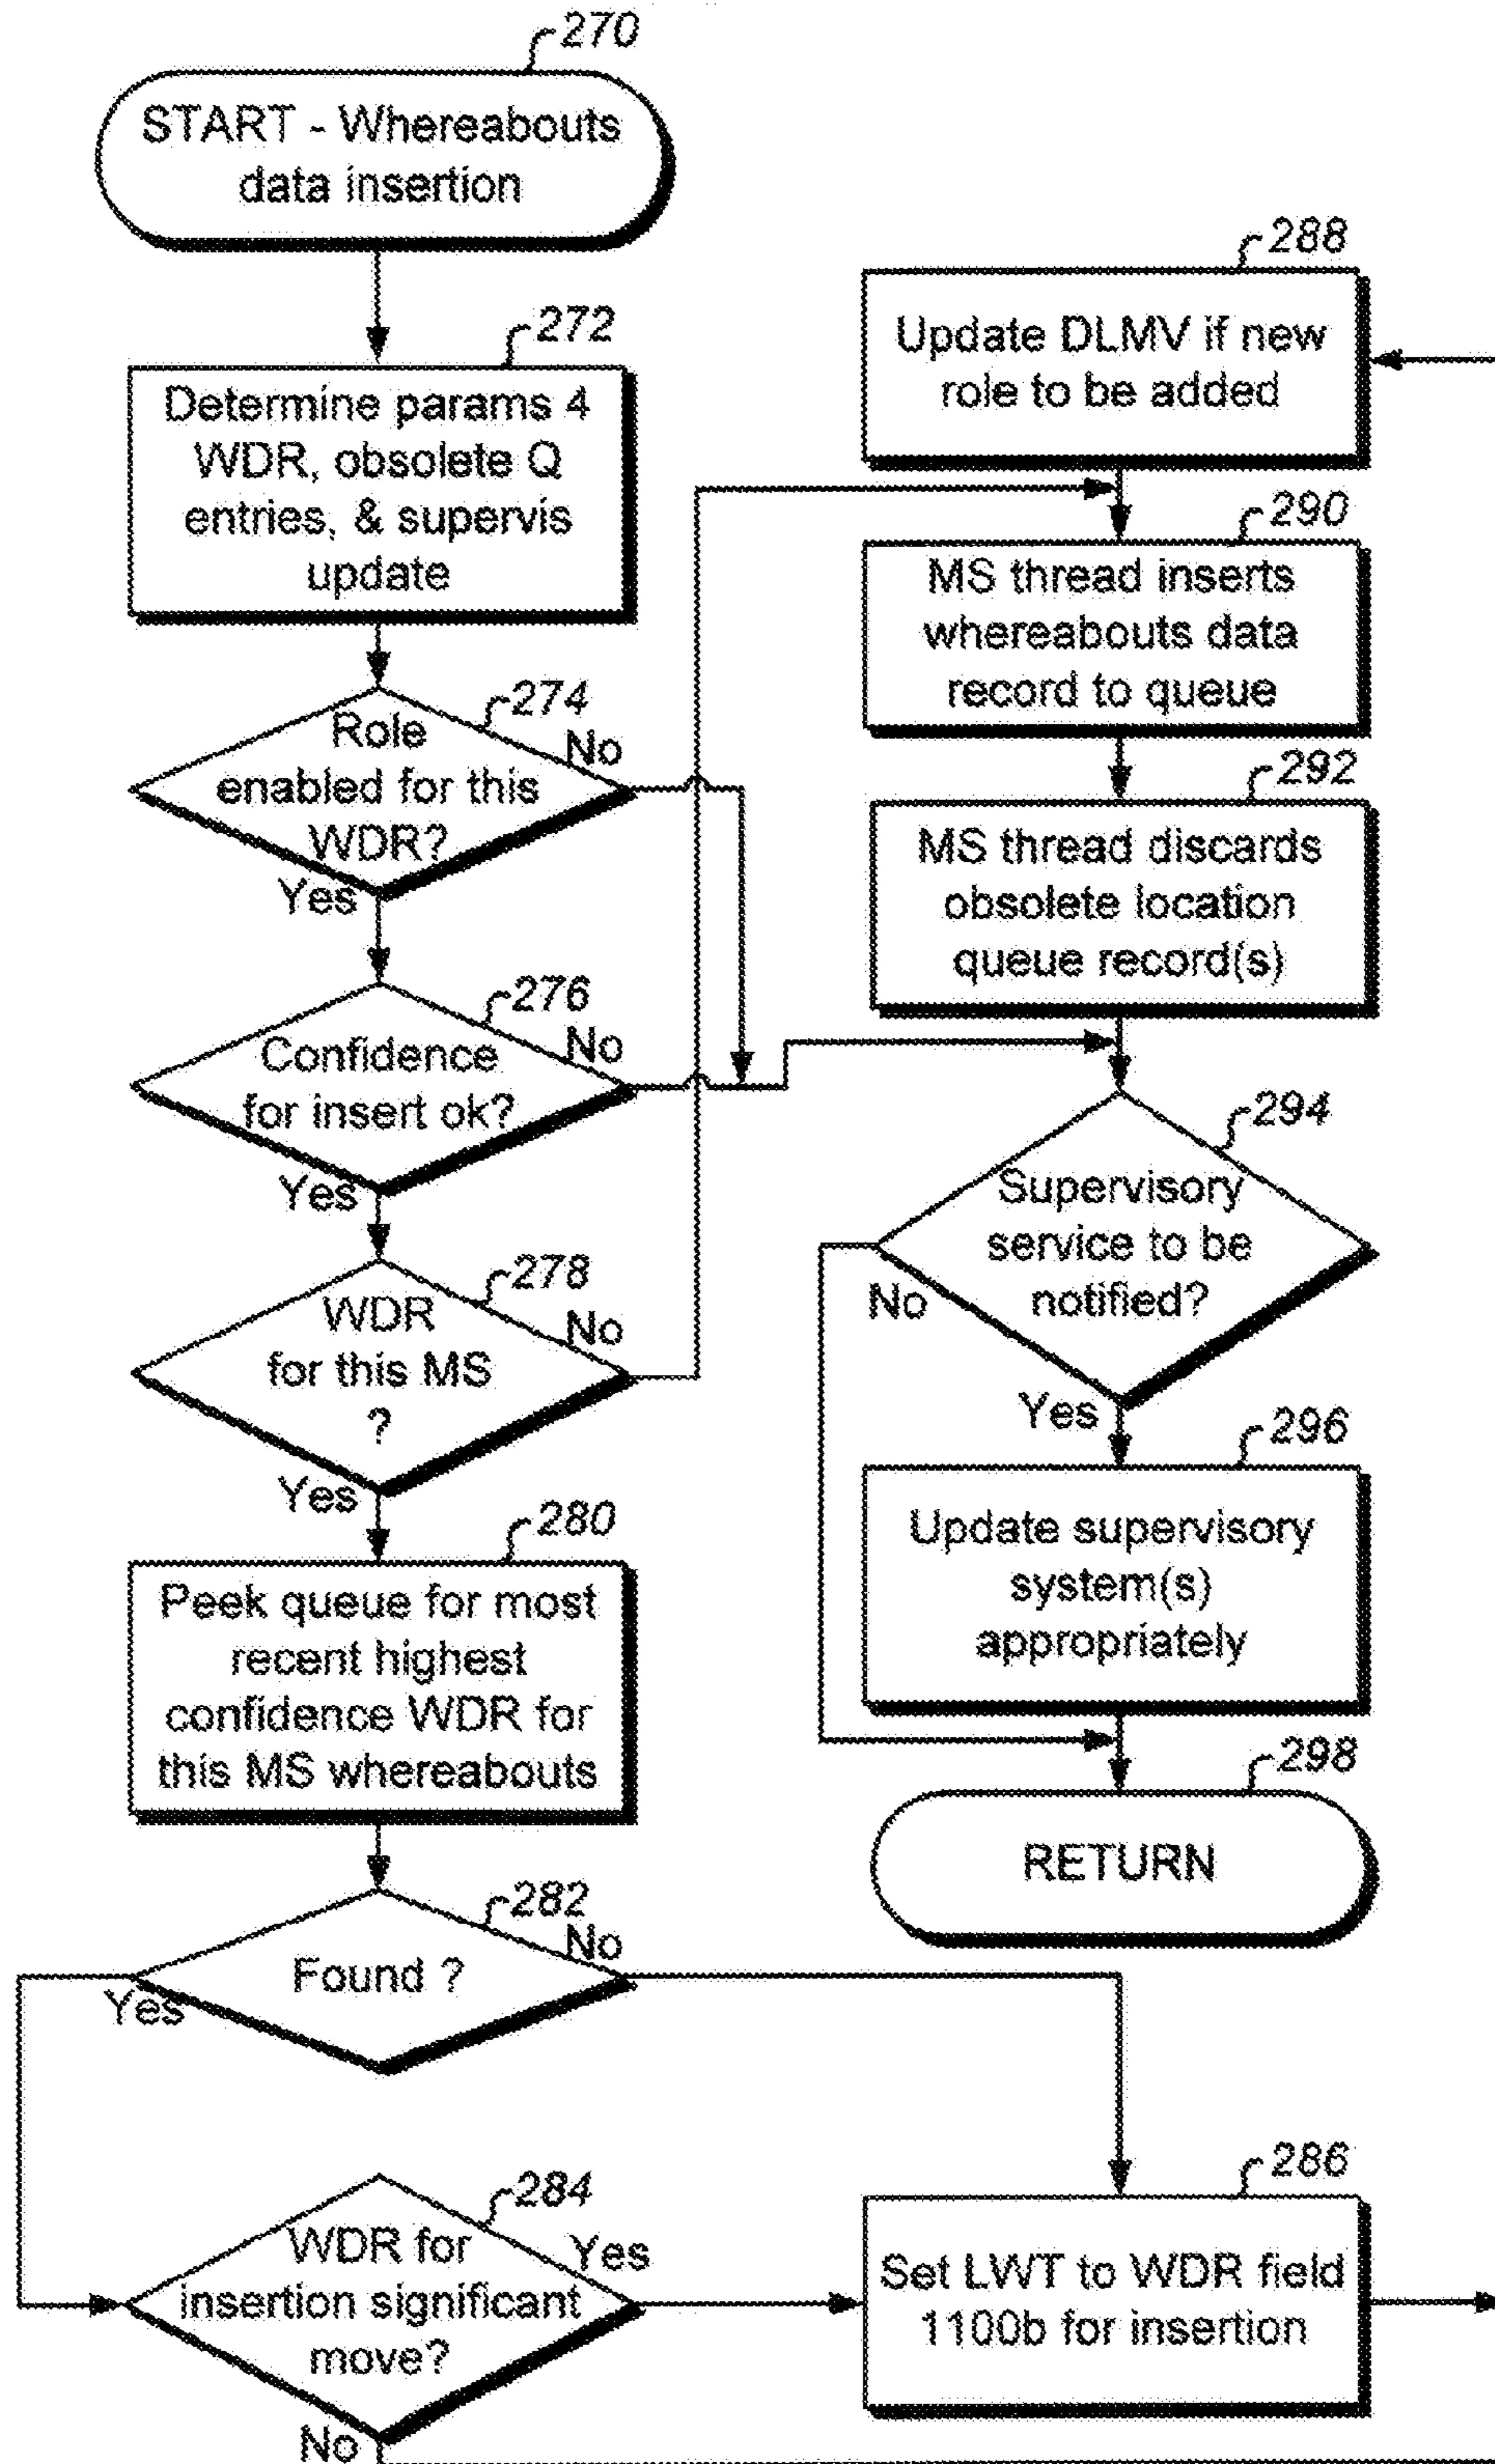 270
START - Whereabouts
data insertion
272
Determine params 4
WDR, obsolete Q
entries, & supervis
update
274
Role
enabled for this
WDR?
No
Yes
276
Confidence
for insert ok?
No
Yes
278
WDR
for this MS
?
No
Yes
280
Peek queue for most
recent highest
confidence WDR for
this MS whereabouts
282
Found ?
No
Yes
284
WDR for
insertion significant
move?
Yes
No
286
Set LWT to WDR field
1100b for insertion
288
Update DLMV if new
role to be added
290
MS thread inserts
whereabouts data
record to queue
292
MS thread discards
obsolete location
queue record(s)
294
Supervisory
service to be
notified?
No
Yes
296
Update supervisory
system(s)
appropriately
298
RETURN